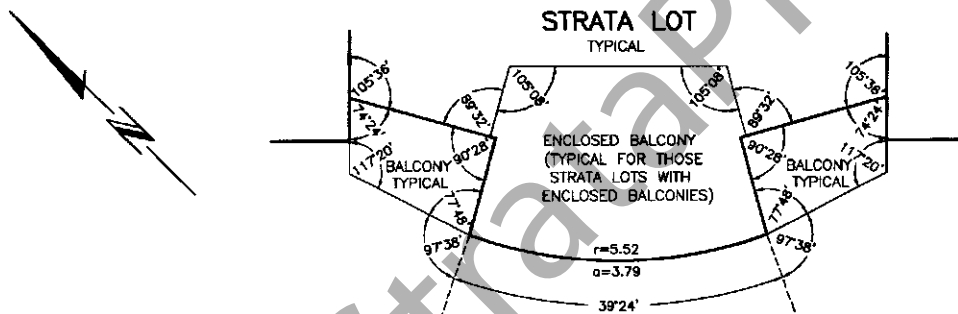 STRATA LOT
TYPICAL
105°36'
105°08'
105°08'
105°36'
74°24'
89°32'
89°32'
74°24'
117°20'
90°28'
ENCLOSED BALCONY
(TYPICAL FOR THOSE
STRATA LOTS WITH
ENCLOSED BALCONIES)
90°28'
117°20'
BALCONY
TYPICAL
BALCONY
TYPICAL
77°48'
77°48'
97°38'
97°38'
r=5.52
a=3.79
39°24'